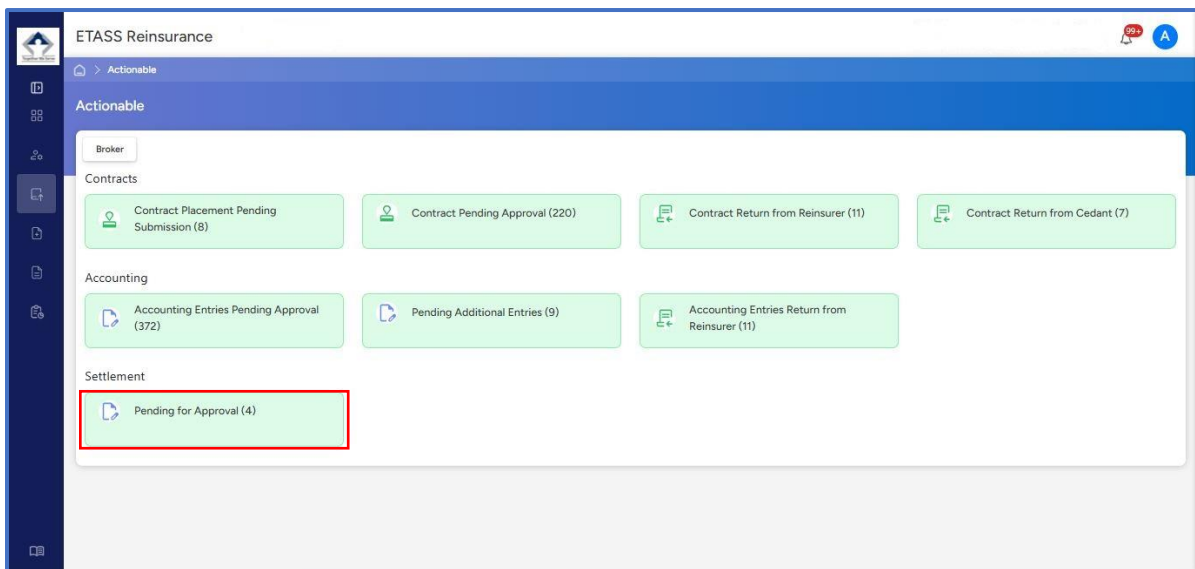 ETASS Reinsurance
99+
A
> Actionable
Actionable
Broker
Contracts
Contract Placement Pending
Submission (8)
Contract Pending Approval (220)
Contract Return from Reinsurer (11)
Contract Return from Cedant (7)
Accounting
Accounting Entries Pending Approval
(372)
Pending Additional Entries (9)
Accounting Entries Return from
Reinsurer (11)
Settlement
Pending for Approval (4)